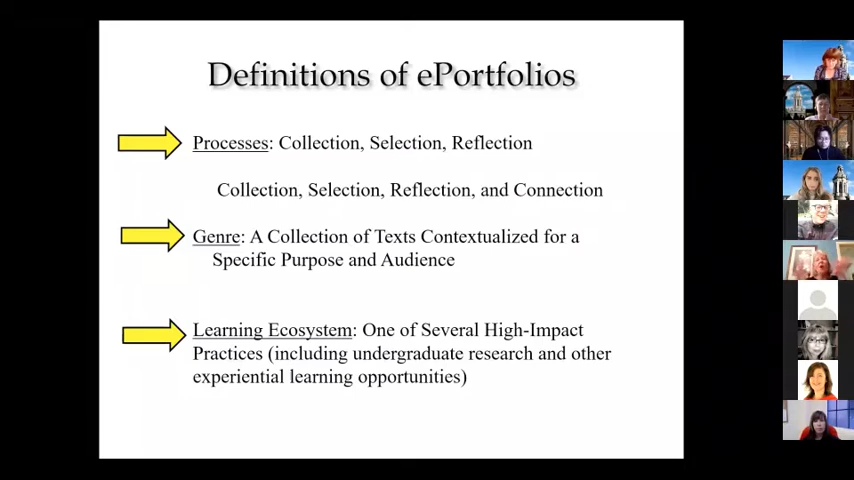 Definitions of ePortfolios
Processes: Collection, Selection, Reflection
Collection, Selection, Reflection, and Connection
Genre: A Collection of Texts Contextualized for a
Specific Purpose and Audience
Learning Ecosystem: One of Several High-Impact
Practices (including undergraduate research and other
experiential learning opportunities)